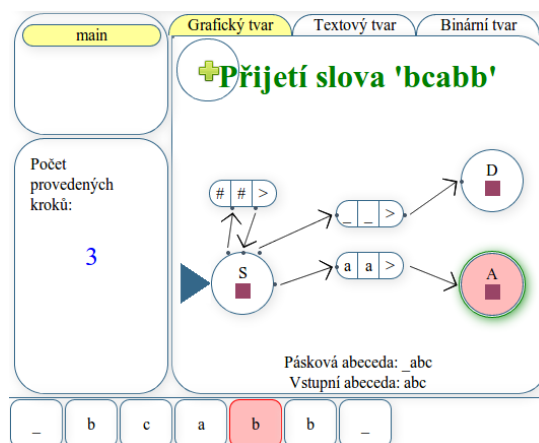 main
Grafický tvar
Textový tvar
Binární tvar
Přijetí slova 'bcabb'
Počet
provedených
kroků:
3
# # >
_ _ >
D
S
a a >
A
Pásková abeceda: _abc
Vstupní abeceda: abc
_ b c a b b _